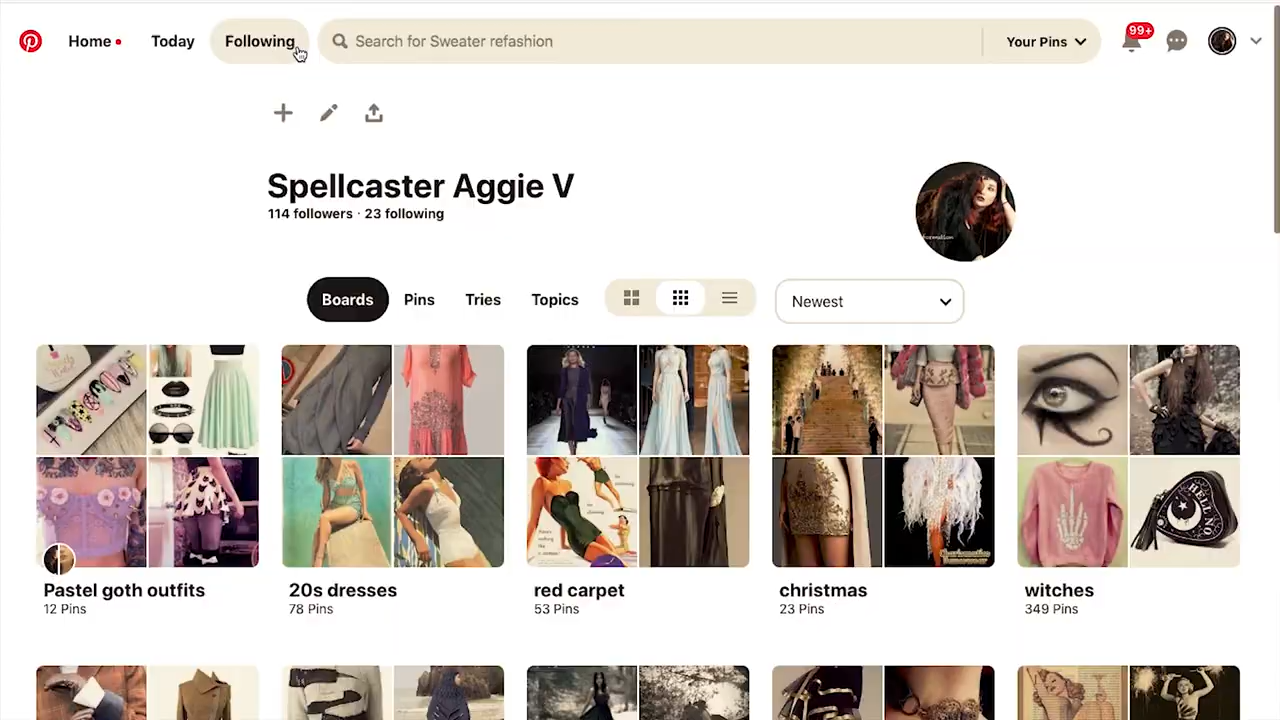 Home
Today
Following
Search for Sweater refashion
Your Pins
99+
Spellcaster Aggie V
114 followers · 23 following
Boards
Pins
Tries
Topics
Newest
HELL NO
Pastel goth outfits
12 Pins
20s dresses
78 Pins
red carpet
53 Pins
christmas
23 Pins
witches
349 Pins